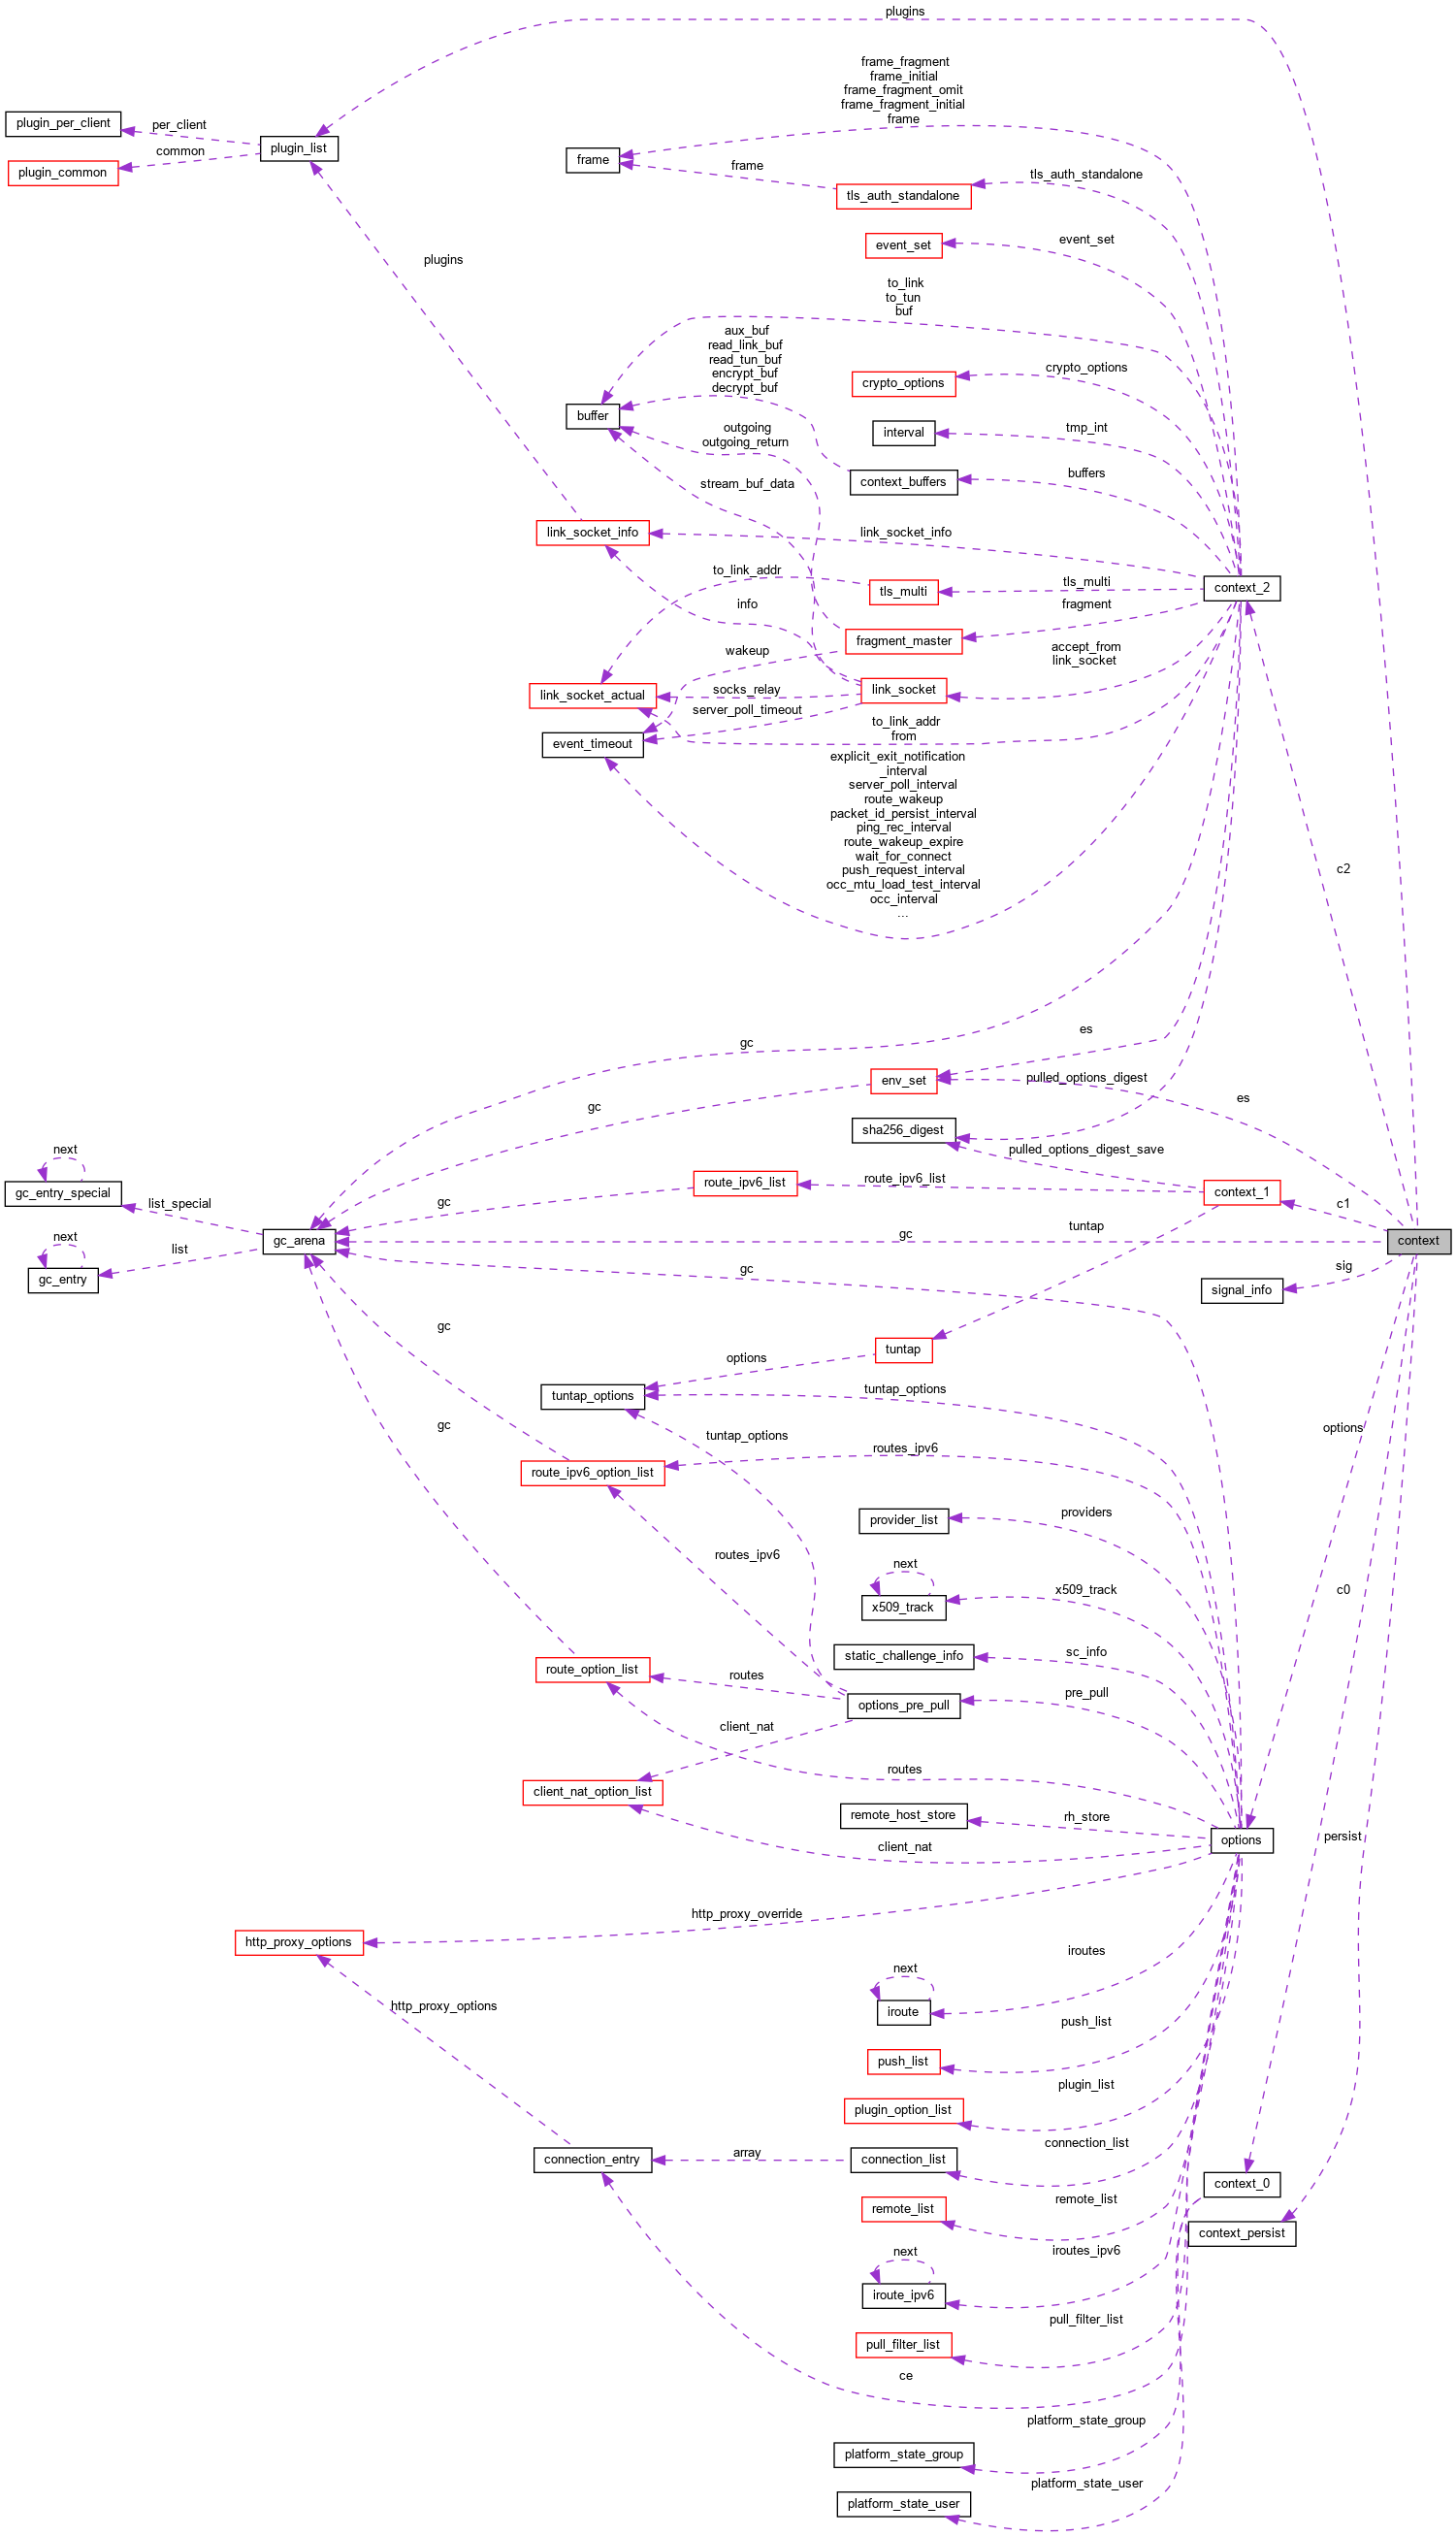 plugins
frame_fragment
frame_initial
frame_fragment_omit
frame_fragment_initial
frame
plugin_per_client
per_client
plugin_list
common
plugin_common
frame
frame
tls_auth_standalone
tls_auth_standalone
event_set
event_set
plugins
to_link
to_tun
buf
aux_buf
read_link_buf
read_tun_buf
encrypt_buf
decrypt_buf
crypto_options
crypto_options
buffer
interval
tmp_int
outgoing
outgoing_return
context_buffers
buffers
stream_buf_data
link_socket_info
link_socket_info
to_link_addr
tls_multi
tls_multi
context_2
info
fragment_master
fragment
wakeup
accept_from
link_socket
link_socket_actual
socks_relay
link_socket
server_poll_timeout
event_timeout
to_link_addr
from
explicit_exit_notification
_interval
server_poll_interval
route_wakeup
packet_id_persist_interval
ping_rec_interval
route_wakeup_expire
wait_for_connect
push_request_interval
occ_mtu_load_test_interval
occ_interval
...
c2
gc
es
env_set
pulled_options_digest
es
gc
sha256_digest
next
pulled_options_digest_save
gc_entry_special
list_special
gc
route_ipv6_list
route_ipv6_list
context_1
c1
tuntap
gc_arena
gc
context
next
list
gc_entry
gc
sig
signal_info
gc
tuntap
options
tuntap_options
tuntap_options
gc
tuntap_options
options
routes_ipv6
route_ipv6_option_list
provider_list
providers
routes_ipv6
next
x509_track
x509_track
c0
static_challenge_info
sc_info
route_option_list
routes
options_pre_pull
pre_pull
client_nat
routes
client_nat_option_list
remote_host_store
rh_store
options
persist
client_nat
http_proxy_override
http_proxy_options
iroutes
next
iroute
http_proxy_options
push_list
push_list
plugin_list
plugin_option_list
connection_list
connection_entry
array
connection_list
context_0
remote_list
remote_list
context_persist
next
iroutes_ipv6
iroute_ipv6
pull_filter_list
pull_filter_list
ce
platform_state_group
platform_state_group
platform_state_user
platform_state_user